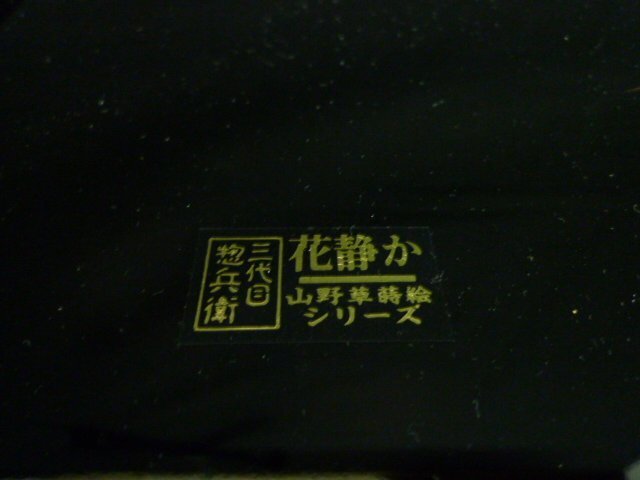 三代目
惣兵衛
花静か
山野草蒔絵
シリーズ